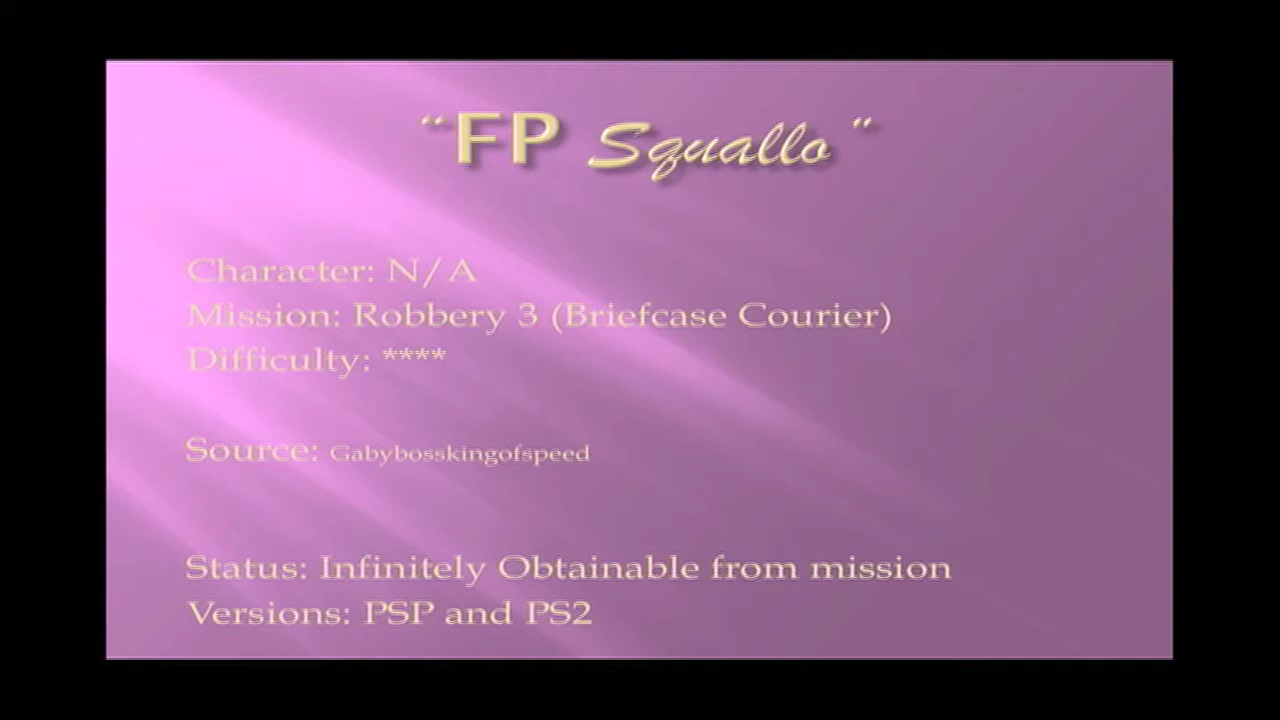 “FP Squallo”
Character: N/A
Mission: Robbery 3 (Briefcase Courier)
Difficulty: ****
Source: Gabybosskingofspeed
Status: Infinitely Obtainable from mission
Versions: PSP and PS2